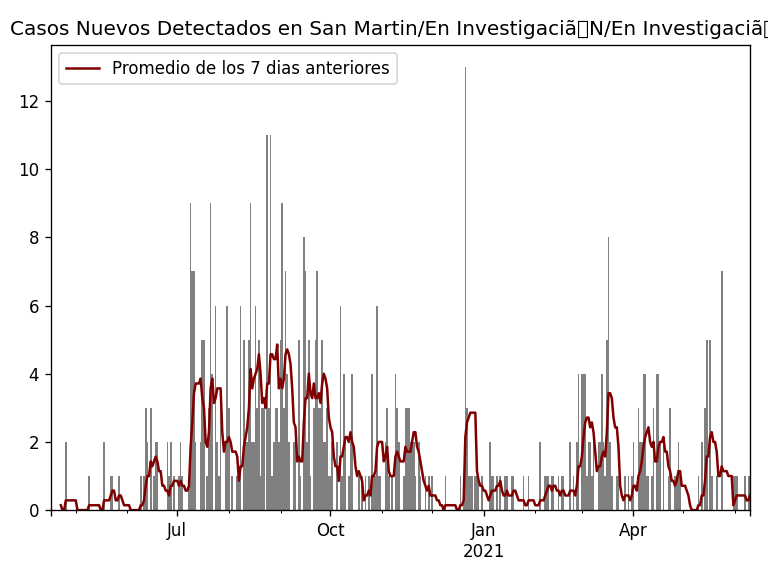 Casos Nuevos Detectados en San Martin/En Investigaciã▯N/En Investigaciã▯
Promedio de los 7 dias anteriores
12
10
8
6
4
2
0
Jul Oct Jan Apr
2021